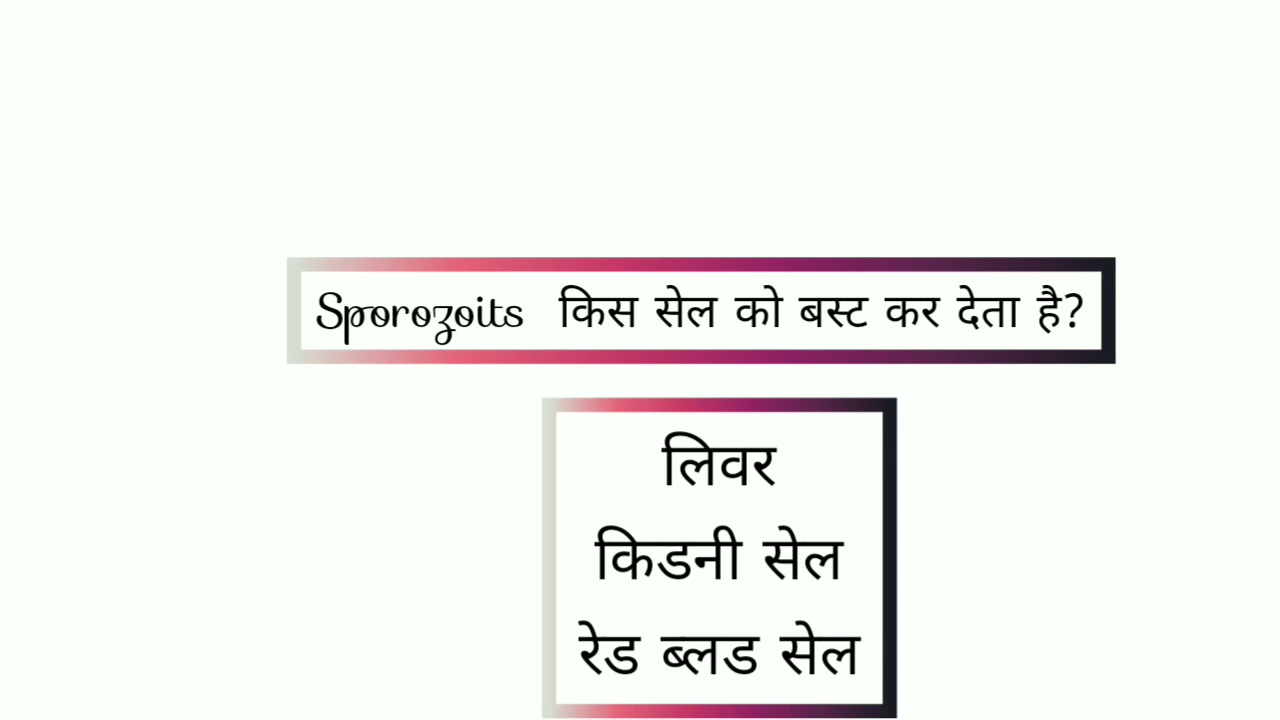 Sporozoits किस सेल को बस्ट कर देता है?
लिवर
किडनी सेल
रेड ब्लड सेल